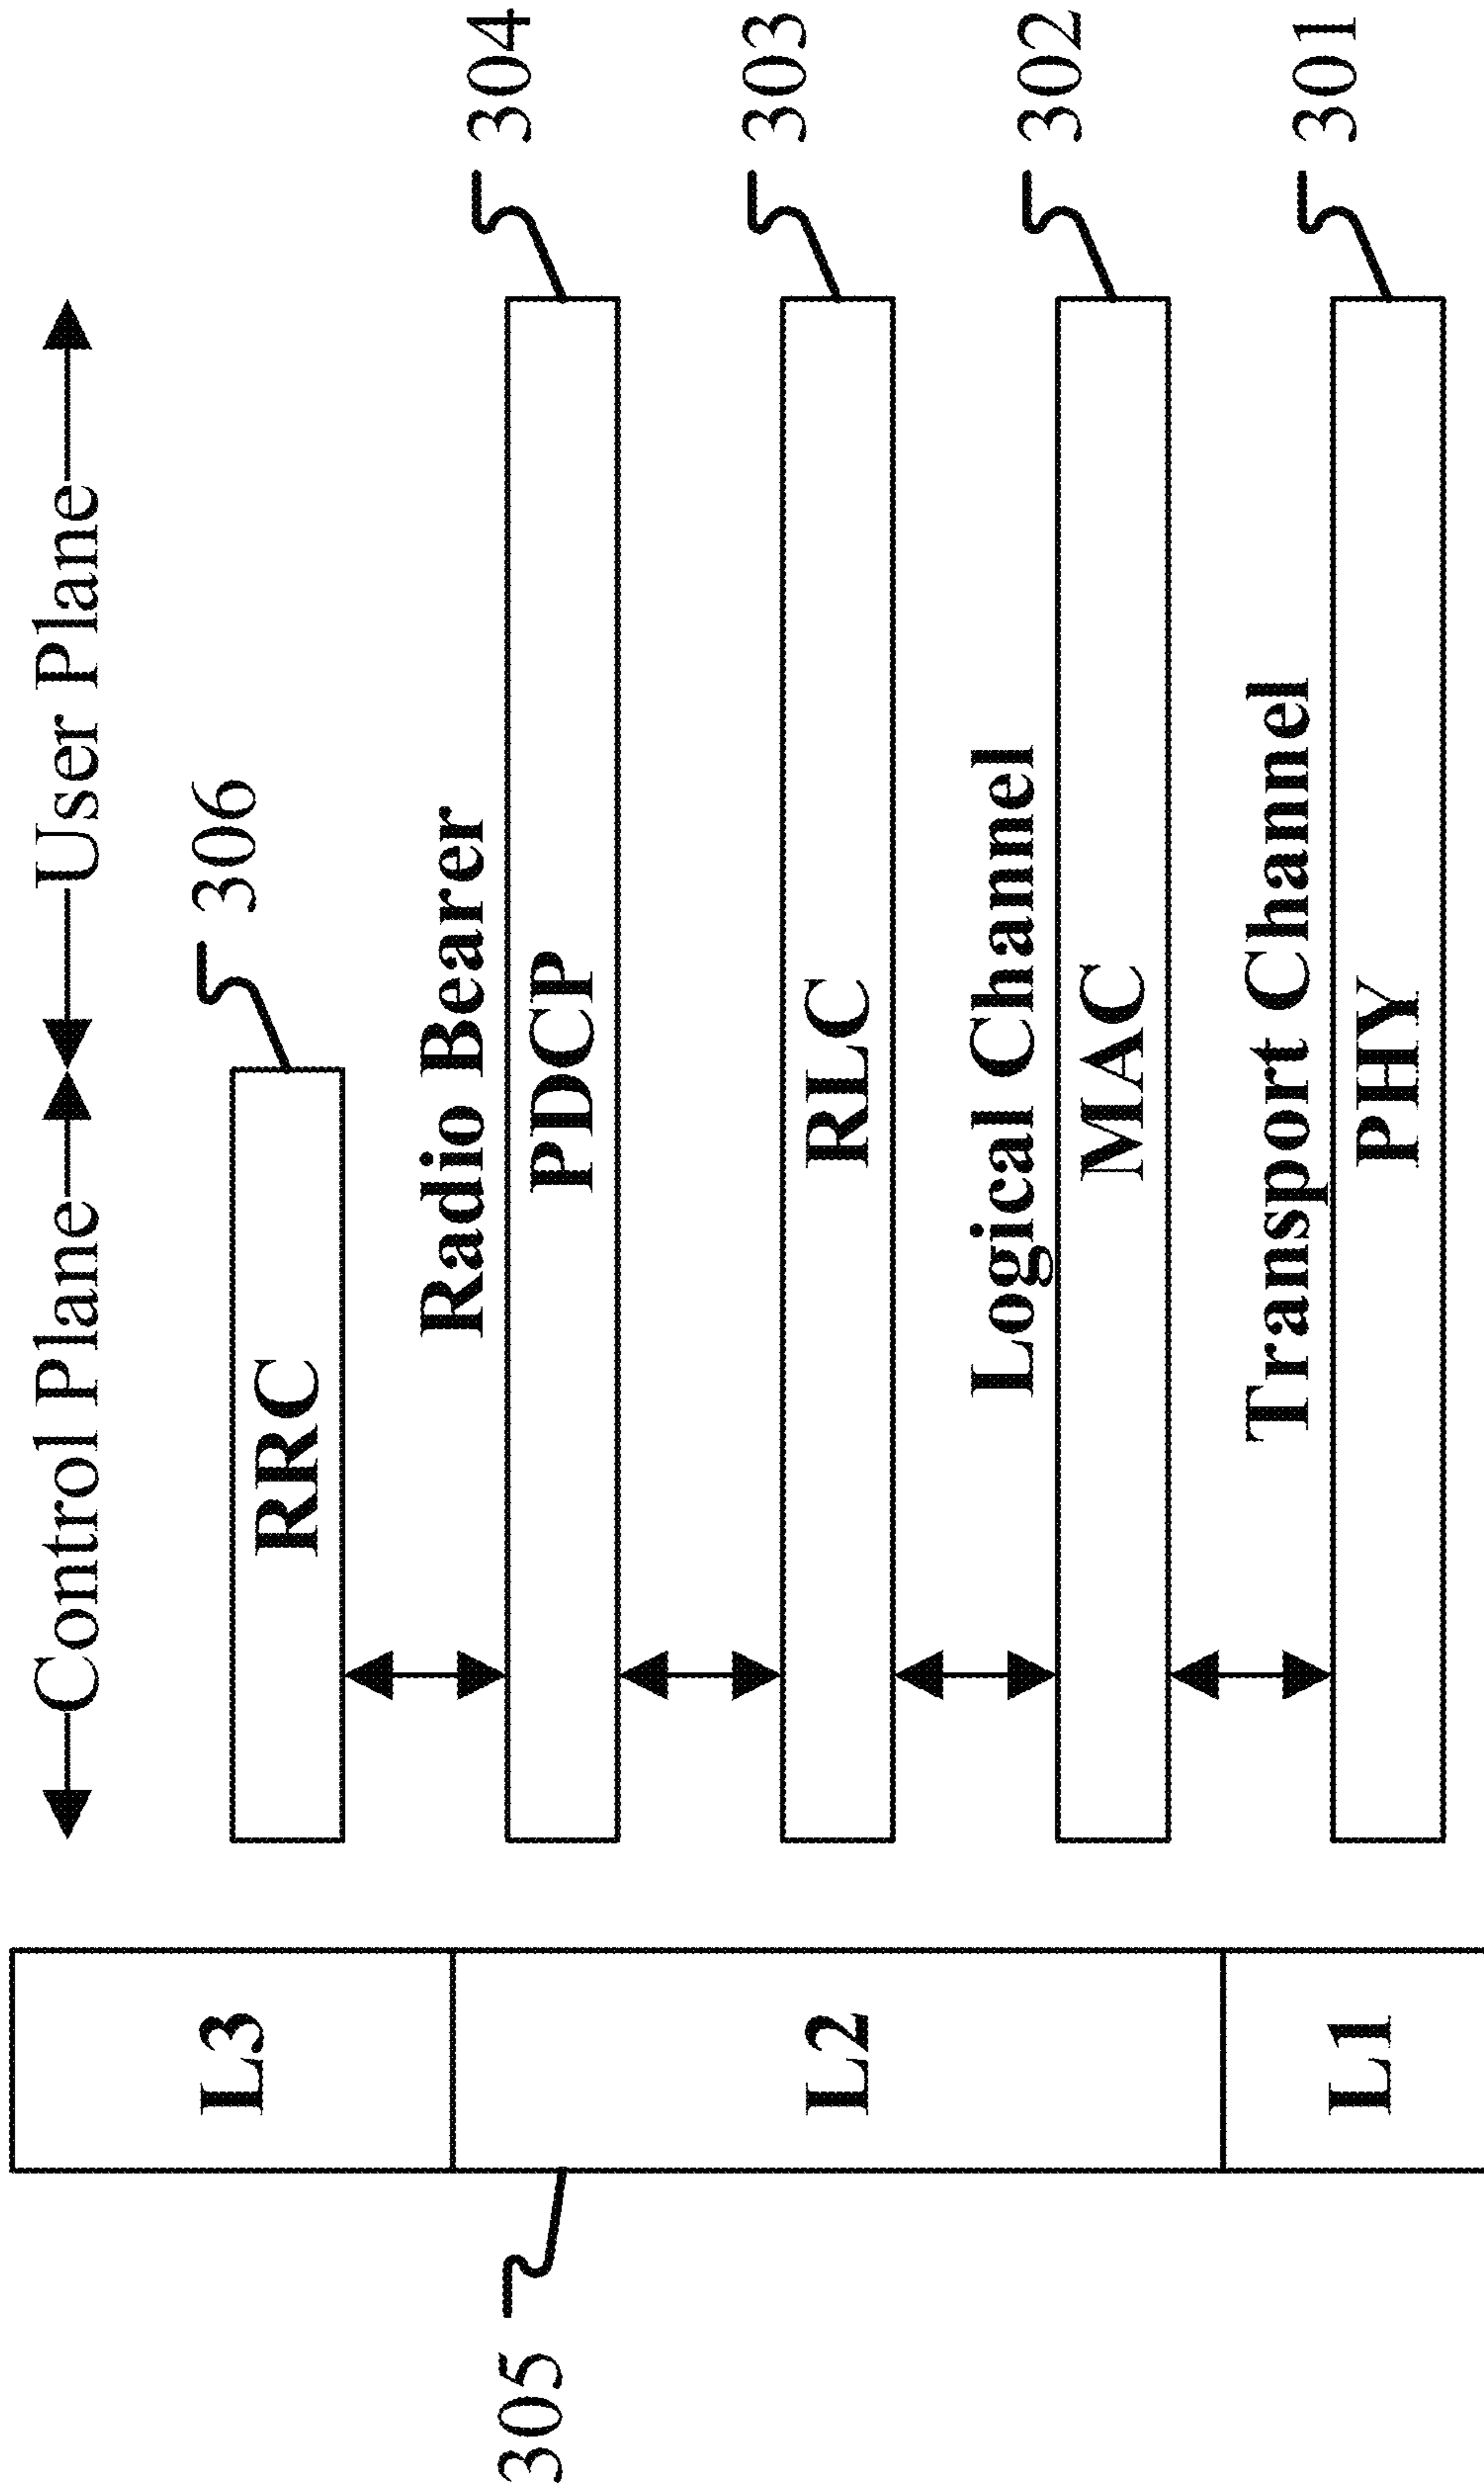 Control Plane
User Plane
306
RRC
L3
Radio Bearer
304
PDCP
305
303
RLC
L2
Logical Channel
302
MAC
Transport Channel
301
PHY
L1